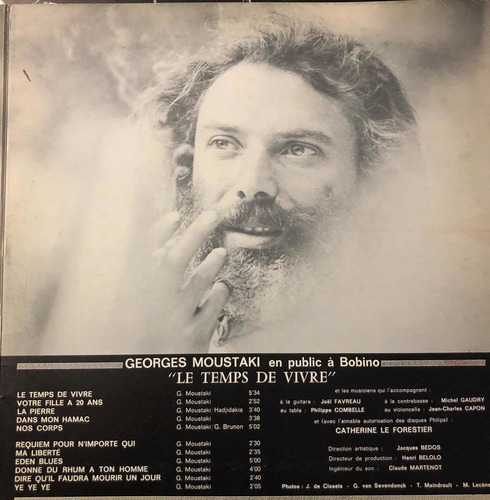 GEORGES MOUSTAKI en public à Bobino
"LE TEMPS DE VIVRE"
LE TEMPS DE VIVRE G. Moustaki 5'34
VOTRE FILLE A 20 ANS G. Moustaki 2'52
LA PIERRE G. Moustaki/Hadjidakis 3'40
DANS MON HAMAC G. Moustaki 3'38
NOS CORPS G. Moustaki/G. Brunon 5'02
REQUIEM POUR N'IMPORTE QUI G. Moustaki 2'30
MA LIBERTÉ G. Moustaki 2'35
EDEN BLUES G. Moustaki 5'00
DONNE DU RHUM A TON HOMME G. Moustaki 4'00
DIRE QU'IL FAUDRA MOURIR UN JOUR G. Moustaki 2'40
YE YE YE G. Moustaki 2'05
et les musiciens qui l'accompagnent :
à la guitare : Joël FAVREAU à la contrebasse : Michel GAUDRY
au tabla : Philippe COMBELLE au violoncelle : Jean-Charles CAPON
et (avec l'aimable autorisation des disques Philips)
CATHERINE LE FORESTIER
Direction artistique : Jacques BEDOS
Directeur de production : Henri BELOLO
Ingénieur du son : Claude MARTENOT
Photos : J. de Closets - G. van Sevendonck - T. Maindrault - M.